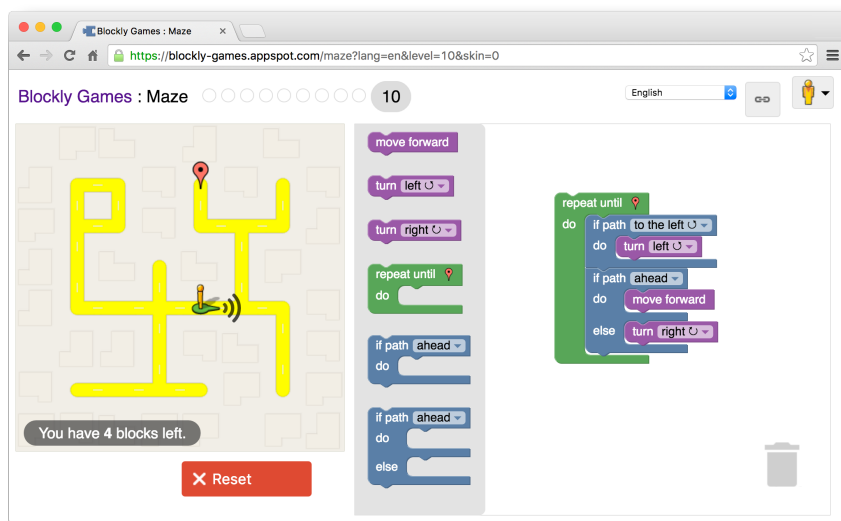 Blockly Games : Maze
https://blockly-games.appspot.com/maze?lang=en&level=10&skin=0
Blockly Games : Maze 10
English
You have 4 blocks left.
Reset
move forward
turn left
turn right
repeat until
do
if path ahead
do
if path ahead
do
else
repeat until
do if path to the left
do turn left
if path ahead
do move forward
else turn right